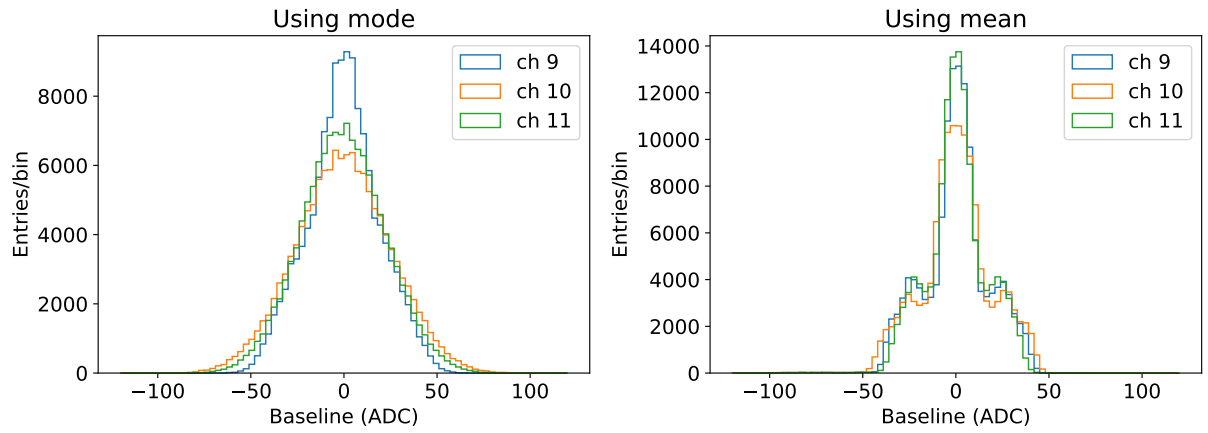 Using mode
Entries/bin
8000
6000
4000
2000
0
−100
−50
0
50
100
Baseline (ADC)
ch 9
ch 10
ch 11
Using mean
Entries/bin
14000
12000
10000
8000
6000
4000
2000
0
−100
−50
0
50
100
Baseline (ADC)
ch 9
ch 10
ch 11